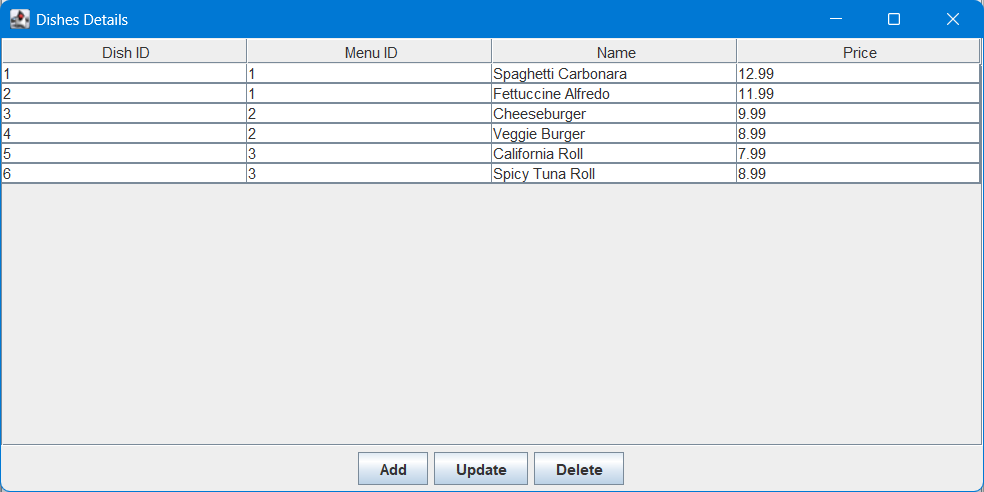 Dishes Details
Dish ID Menu ID Name Price
1 1 Spaghetti Carbonara 12.99
2 1 Fettuccine Alfredo 11.99
3 2 Cheeseburger 9.99
4 2 Veggie Burger 8.99
5 3 California Roll 7.99
6 3 Spicy Tuna Roll 8.99
Add Update Delete